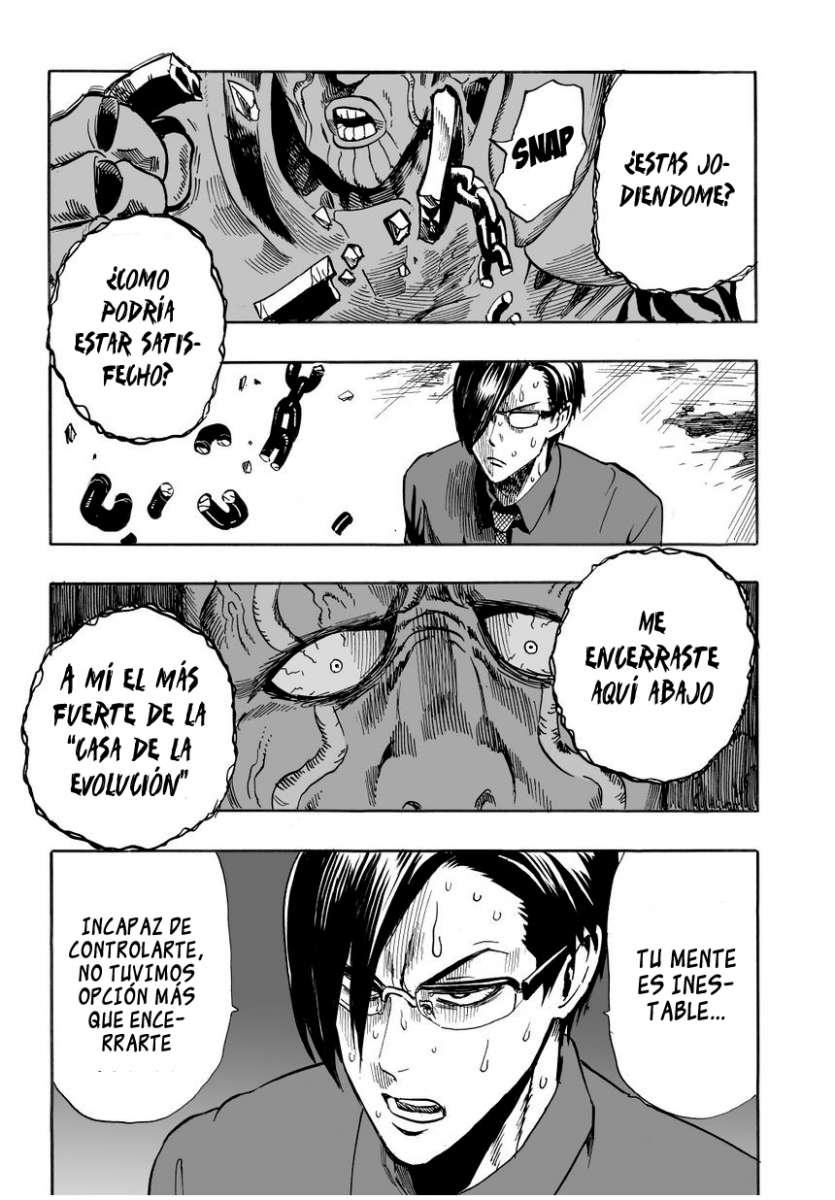 ¿ESTAS JO-
DIENDOME?
SNAP
¿COMO
PODRÍA
ESTAR SATIS-
FECHO?
ME
ENCERRASTE
AQUÍ ABAJO
A MÍ EL MÁS
FUERTE DE LA
"CASA DE LA
EVOLUCIÓN"
TU MENTE
ES INES-
TABLE...
INCAPAZ DE
CONTROLARTE,
NO TUVIMOS
OPCIÓN MÁS
QUE ENCE-
RRARTE